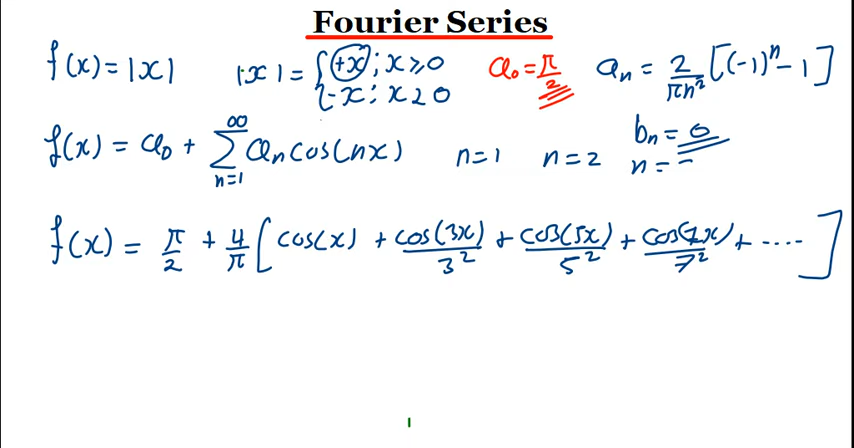 Fourier Series
f(x) = |x|   |x| = { +x ; x ≥ 0   a₀ = π/2   aₙ = 2/(πn²) [(-1)ⁿ - 1]
{ -x ; x ≥ 0
f(x) = a₀ + ∑_{n=1}^{∞} aₙ cos(nx)   n=1   n=2   bₙ = 0
n = -
f(x) = π/2 + 4/π [ cos(x) + cos(3x)/3² + cos(5x)/5² + cos(7x)/7² + .... ]